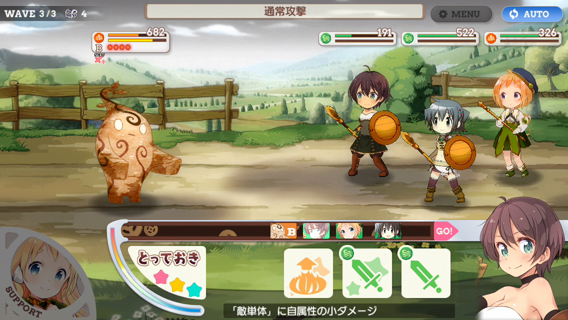 WAVE 3/3 4
通常攻撃
MENU
AUTO
682
191
522
326
B
GO!
とっておき
SUPPORT
「敵単体」に自属性の小ダメージ